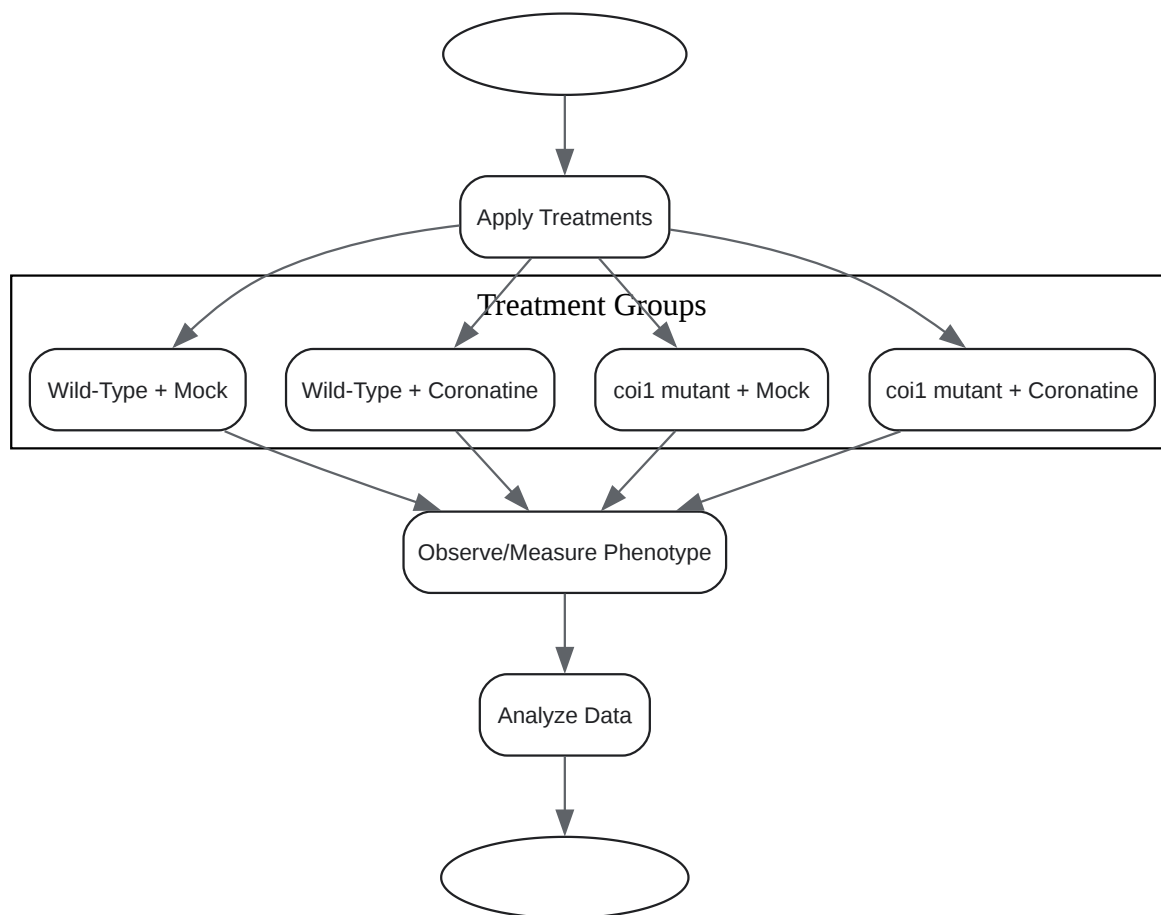 Apply Treatments
Treatment Groups
Wild-Type + Mock
Wild-Type + Coronatine
coi1 mutant + Mock
coi1 mutant + Coronatine
Observe/Measure Phenotype
Analyze Data